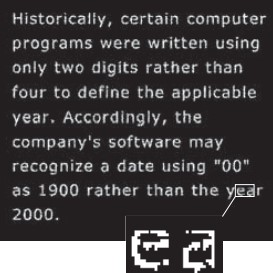 Historically, certain computer
programs were written using
only two digits rather than
four to define the applicable
year. Accordingly, the
company's software may
recognize a date using "00"
as 1900 rather than the year
2000.
ea